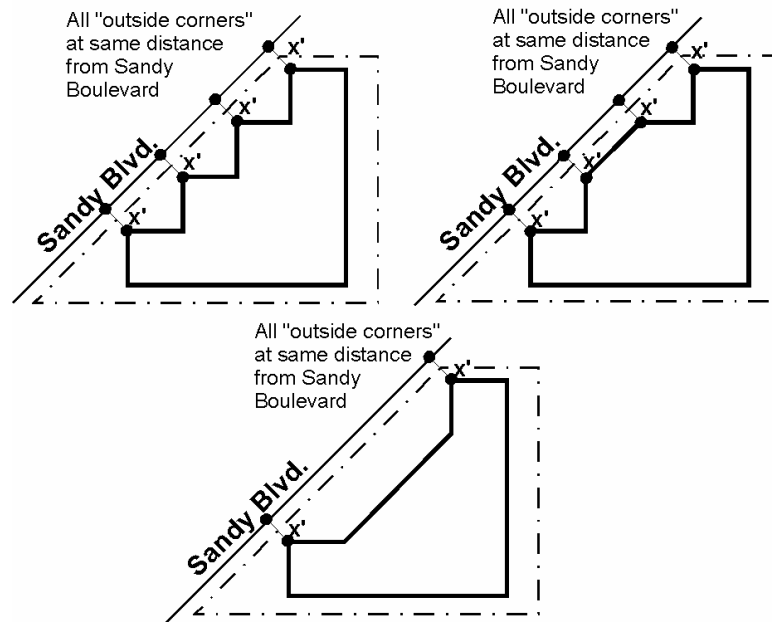 All "outside corners"
at same distance
from Sandy
Boulevard
x'
x'
x'
x'
Sandy Blvd.
All "outside corners"
at same distance
from Sandy
Boulevard
x'
x'
x'
x'
Sandy Blvd.
All "outside corners"
at same distance
from Sandy
Boulevard
x'
x'
Sandy Blvd.